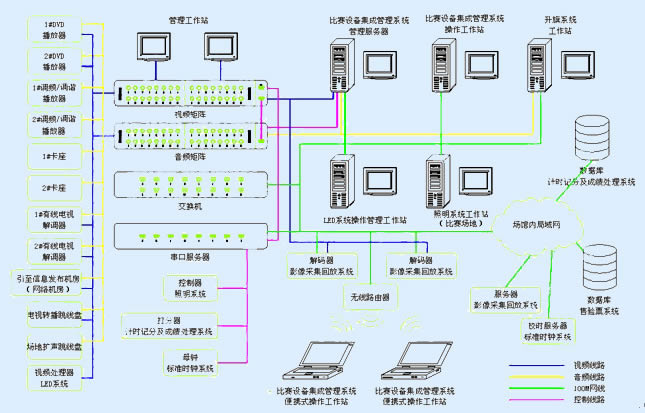 1#DVD
播放器
2#DVD
播放器
1#调频/调谐
播放器
2#调频/调谐
播放器
1#卡座
2#卡座
1#有线电视
解调器
2#有线电视
解调器
引至信息发布机房
（网络机房）
电视转播跳线盘
场地扩声跳线盘
视频处理器
LED系统
管理工作站
视频矩阵
音频矩阵
交换机
串口服务器
控制器
照明系统
打分器
计时记分及成绩处理系统
母钟
标准时钟系统
比赛设备集成管理系统
管理服务器
比赛设备集成管理系统
操作工作站
升旗系统
工作站
LED系统操作管理工作站
照明系统工作站
（比赛场地）
解码器
影像采集回放系统
解码器
影像采集回放系统
无线路由器
比赛设备集成管理系统
便携式操作工作站
比赛设备集成管理系统
便携式操作工作站
数据库
计时记分及成绩处理系统
场馆内局域网
数据库
售验票系统
服务器
影像采集回放系统
校时服务器
标准时钟系统
视频线路
音频线路
100M网线
控制线路